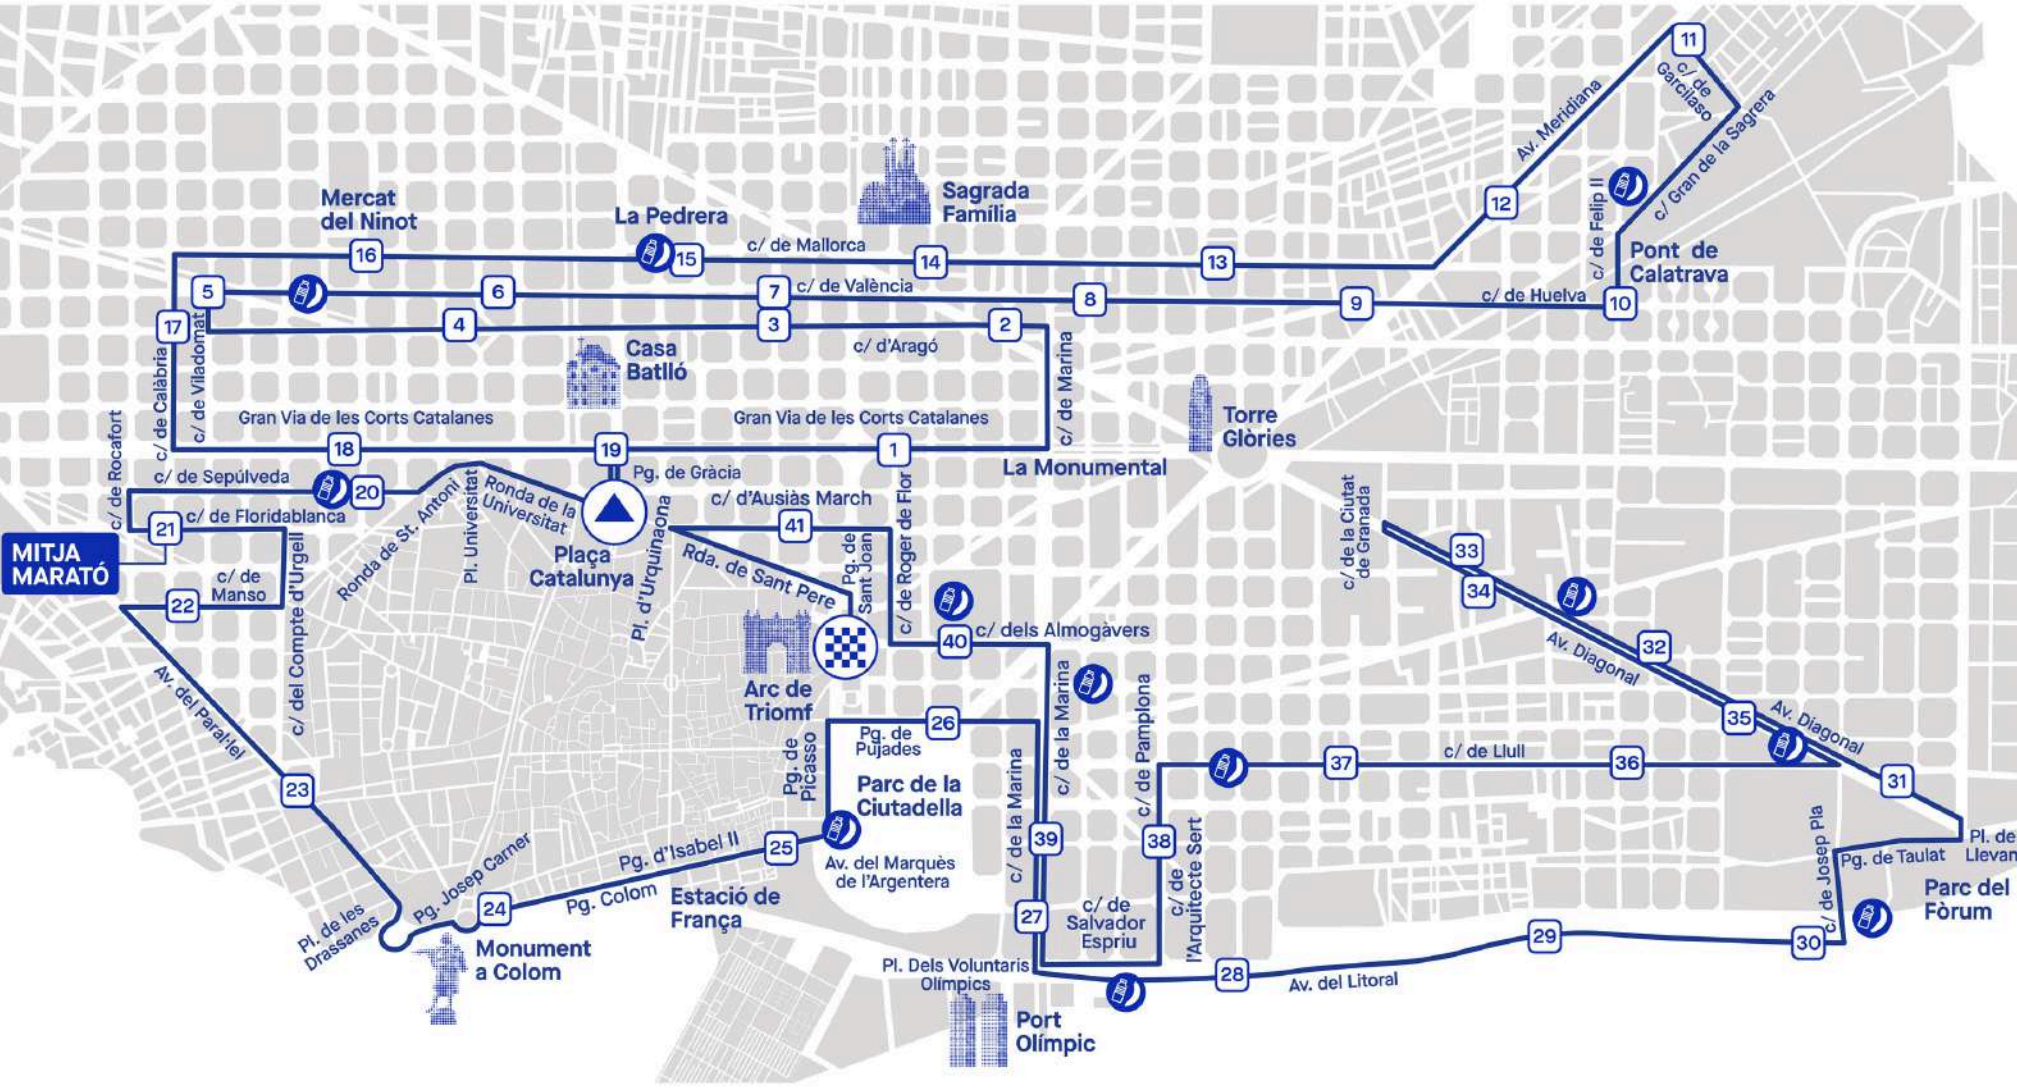 11
c/ de
Garcilaso
Av. Meridiana
c/ Gran de la Sagrera
12
c/ de Felip II
Pont de
Calatrava
Sagrada
Família
Mercat
del Ninot
La Pedrera
16
15
c/ de Mallorca
14
13
5
6
7
c/ de València
8
9
c/ de Huelva
10
17
4
3
2
c/ d'Aragó
c/ de Viladomat
c/ de Calàbria
Casa
Batlló
c/ de Marina
Torre
Glòries
Gran Via de les Corts Catalanes
Gran Via de les Corts Catalanes
18
19
1
La Monumental
c/ de Rocafort
c/ de Sepúlveda
20
Pg. de Gràcia
c/ d'Ausiàs March
c/ de Roger de Flor
c/ de la Ciutat
de Granada
21
c/ de Floridablanca
Ronda de St. Antoni
Pl. Universitat
Ronda de la
Universitat
Plaça
Catalunya
Pl. d'Urquinaona
41
Rda. de Sant Pere
Pg. de
Sant Joan
MITJA
MARATÓ
c/ de
Manso
22
c/ del Compte d'Urgell
33
34
32
Av. Diagonal
35
Av. Diagonal
31
40
c/ dels Almogàvers
Arc de
Triomf
c/ de la Marina
c/ de Pamplona
Av. del Paral·lel
23
26
Pg. de
Pujades
Pg. de
Picasso
Parc de la
Ciutadella
37
c/ de Llull
36
c/ de la Marina
39
38
c/ de
l'Arquitecte Sert
25
Pg. d'Isabel II
Av. del Marquès
de l'Argentera
Pg. Josep Carner
24
Pg. Colom
Estació de
França
Pl. de les
Drassanes
Monument
a Colom
27
c/ de
Salvador
Espriu
Pl. Dels Voluntaris
Olímpics
28
Av. del Litoral
29
30
c/ de Josep Pla
Pg. de Taulat
Pl. de
Llevan
Parc del
Fòrum
Port
Olímpic